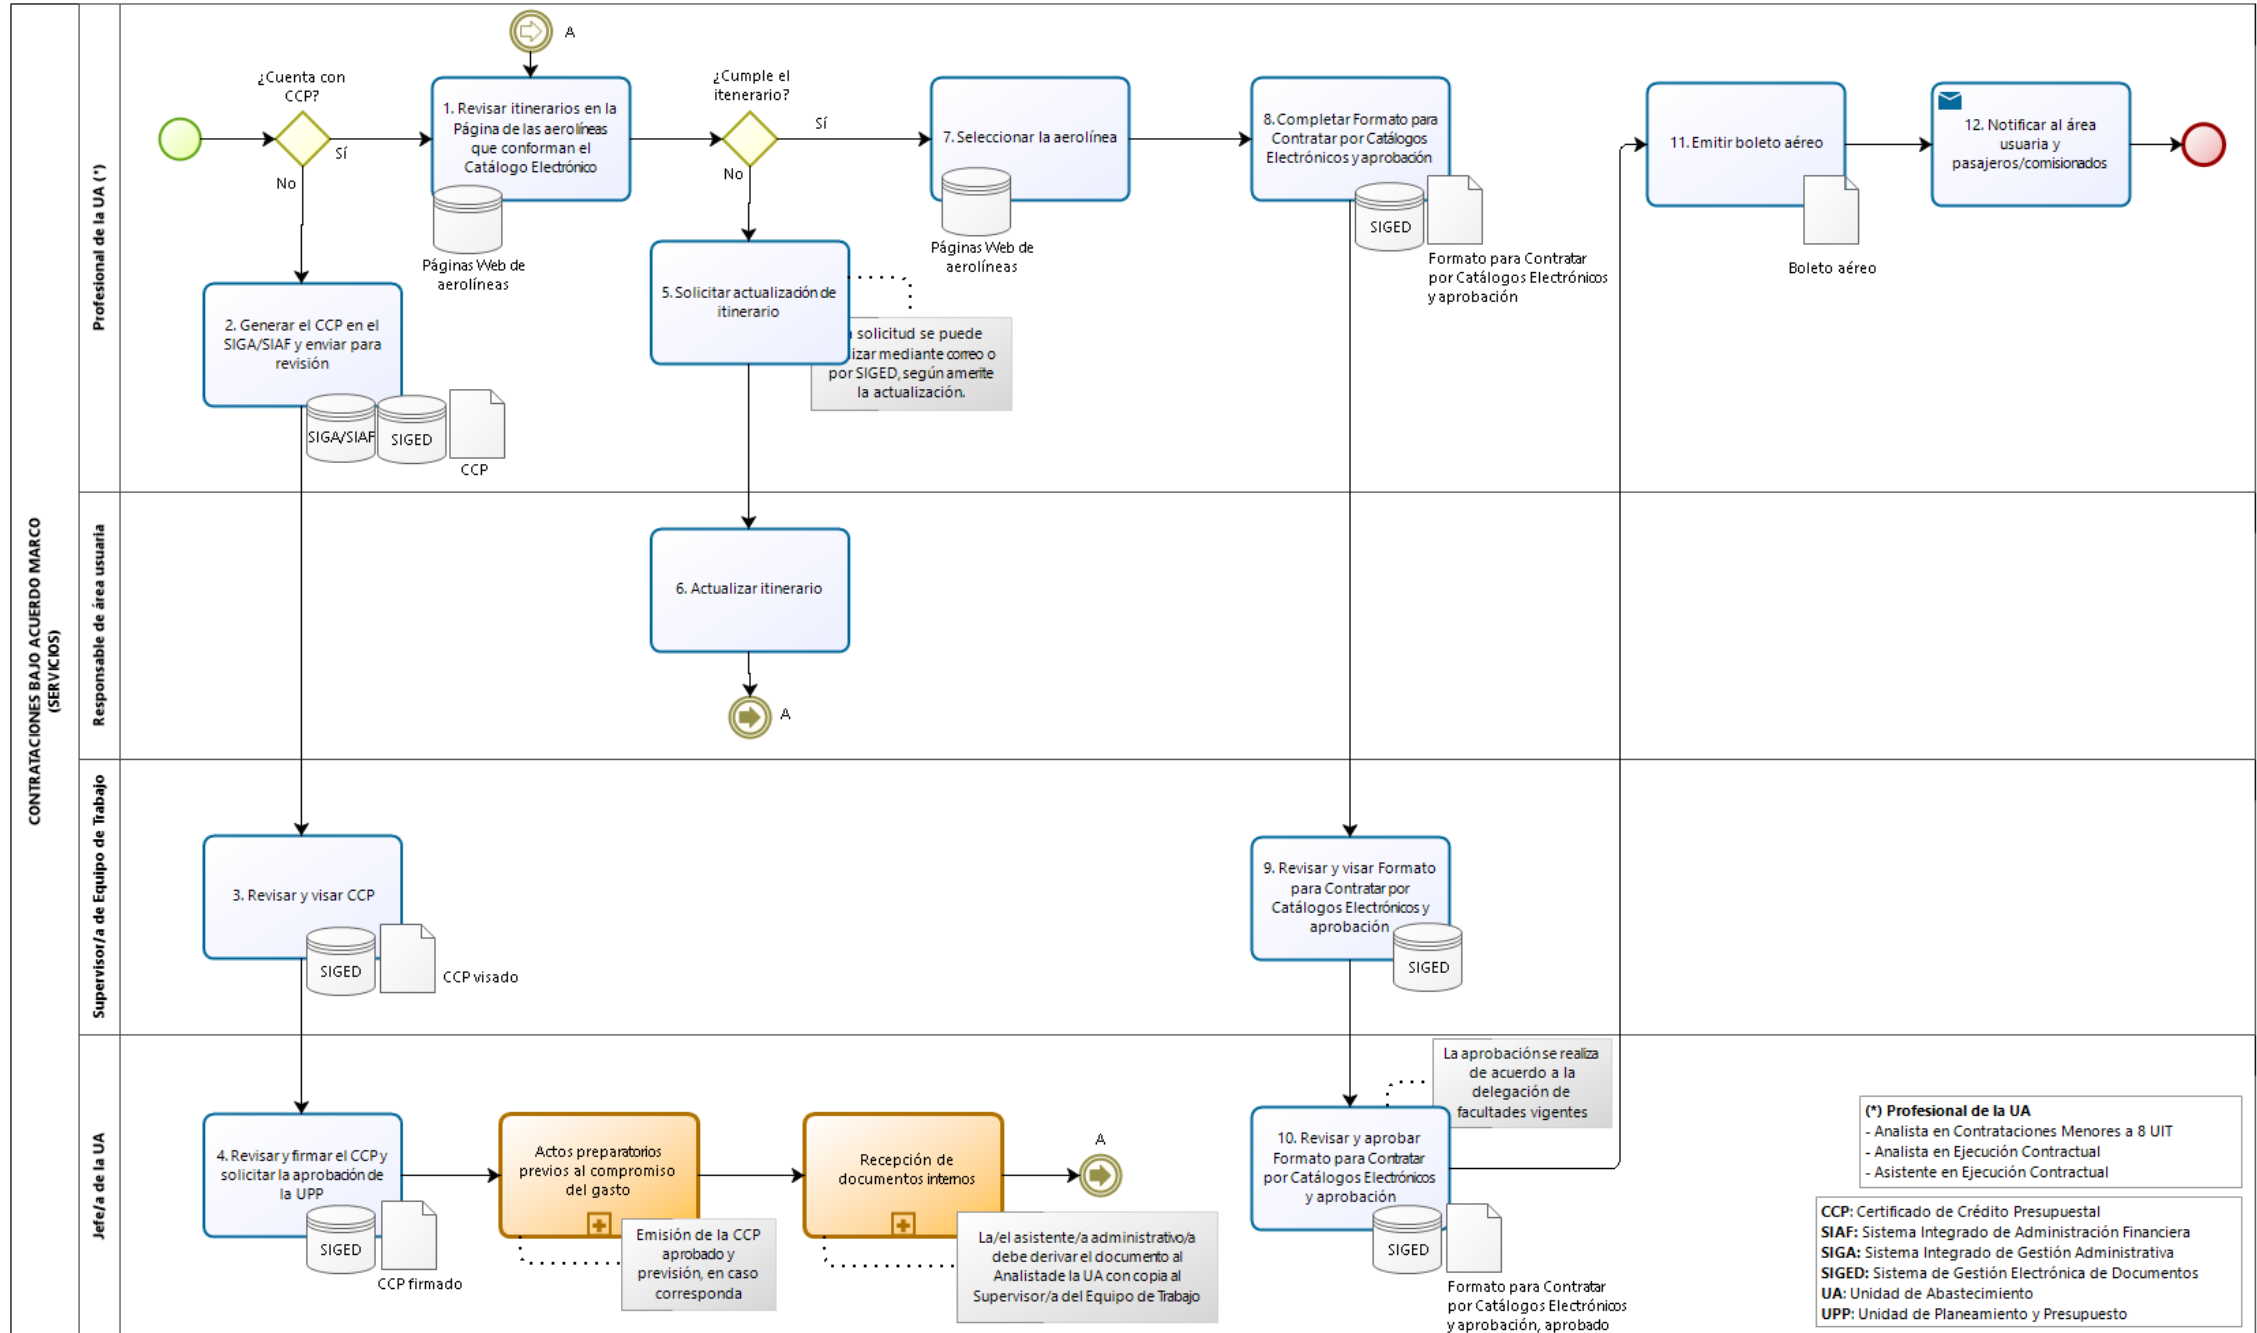 CONTRATACIONES BAJO ACUERDO MARCO
(SERVICIOS)
Profesional de la UA (*)
¿Cuenta con
CCP?
Sí
No
A
1. Revisar itinerarios en la
Página de las aerolíneas
que conforman el
Catálogo Electrónico
Páginas Web de
aerolíneas
¿Cumple el
itenerario?
Sí
No
7. Seleccionar la aerolínea
Páginas Web de
aerolíneas
8. Completar Formato para
Contratar por Catálogos
Electrónicos y aprobación
SIGED
Formato para Contratar
por Catálogos Electrónicos
y aprobación
11. Emitir boleto aéreo
Boleto aéreo
12. Notificar al área
usuaria y
pasajeros/comisionados
2. Generar el CCP en el
SIGA/SIAF y enviar para
revisión
SIGA/SIAF
SIGED
CCP
5. Solicitar actualización de
itinerario
solicitud se puede
izar mediante correo o
por SIGED, según amerite
la actualización.
Responsable de área usuaria
6. Actualizar itinerario
A
Supervisor/a de Equipo de Trabajo
3. Revisar y visar CCP
SIGED
CCP visado
9. Revisar y visar Formato
para Contratar por
Catálogos Electrónicos y
aprobación
SIGED
Jefe/a de la UA
4. Revisar y firmar el CCP y
solicitar la aprobación de
la UPP
SIGED
CCP firmado
Actos preparatorios
previos al compromiso
del gasto
Emisión de la CCP
aprobado y
previsión, en caso
corresponda
Recepción de
documentos internos
La/el asistente/a administrativo/a
debe derivar el documento al
Analista de la UA con copia al
Supervisor/a del Equipo de Trabajo
A
La aprobación se realiza
de acuerdo a la
delegación de
facultades vigentes
10. Revisar y aprobar
Formato para Contratar
por Catálogos Electrónicos
y aprobación
SIGED
Formato para Contratar
por Catálogos Electrónicos
y aprobación, aprobado
(*) Profesional de la UA
- Analista en Contrataciones Menores a 8 UIT
- Analista en Ejecución Contractual
- Asistente en Ejecución Contractual
CCP: Certificado de Crédito Presupuestal
SIAF: Sistema Integrado de Administración Financiera
SIGA: Sistema Integrado de Gestión Administrativa
SIGED: Sistema de Gestión Electrónica de Documentos
UA: Unidad de Abastecimiento
UPP: Unidad de Planeamiento y Presupuesto